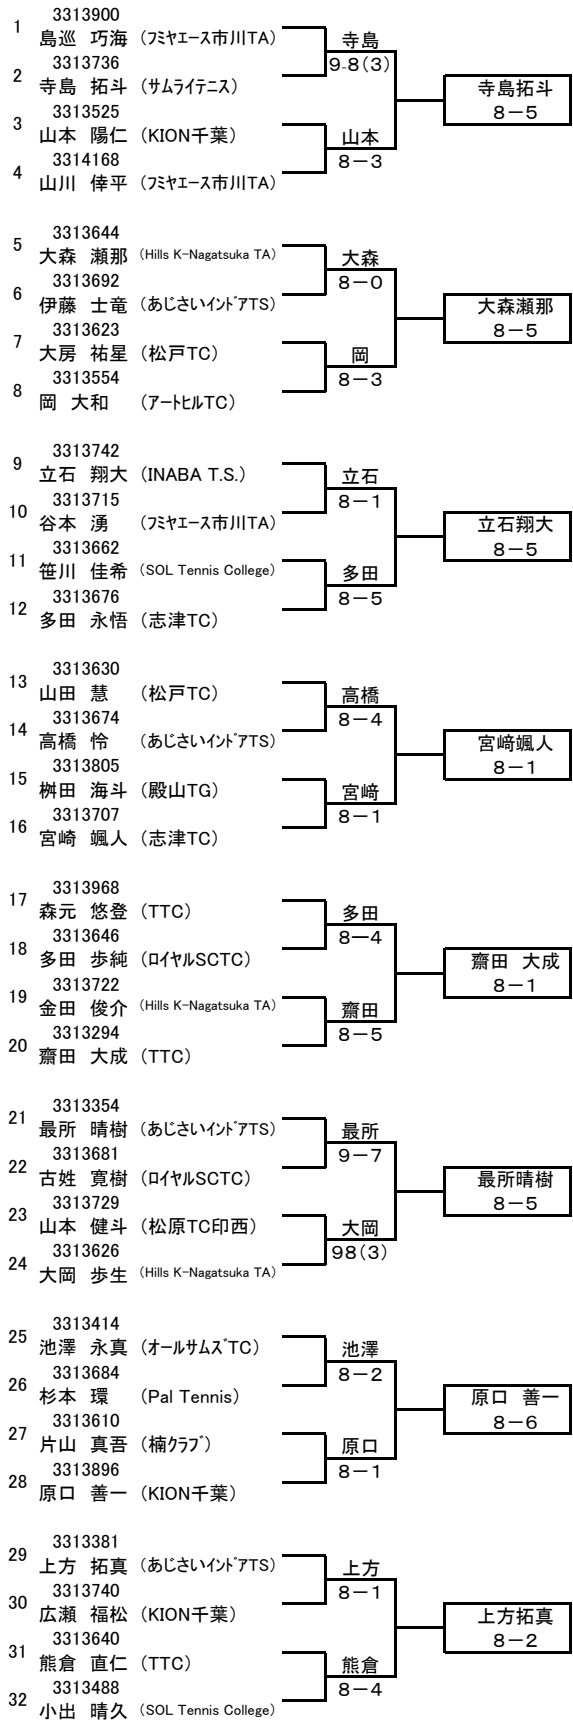 3313900
1 島巡 巧海 (フミヤエース市川TA)
寺島
3313736
9-8(3)
2 寺島 拓斗 (サムライテニス)
寺島拓斗
8－5
3313525
3 山本 陽仁 (KION千葉)
山本
3314168
8－3
4 山川 倖平 (フミヤエース市川TA)
3313644
5 大森 瀬那 (Hills K-Nagatsuka TA)
大森
3313692
8－0
6 伊藤 士竜 (あじさいインドアTS)
大森瀬那
8－5
3313623
7 大房 祐星 (松戸TC)
岡
3313554
8－3
8 岡 大和 (アートヒルTC)
3313742
9 立石 翔大 (INABA T.S.)
立石
3313715
8－1
10 谷本 湧 (フミヤエース市川TA)
立石翔大
8－5
3313662
11 笹川 佳希 (SOL Tennis College)
多田
3313676
8－5
12 多田 永悟 (志津TC)
3313630
13 山田 慧 (松戸TC)
高橋
3313674
8－4
14 高橋 怜 (あじさいインドアTS)
宮﨑颯人
8－1
3313805
15 桝田 海斗 (殿山TG)
宮﨑
3313707
8－1
16 宮崎 颯人 (志津TC)
3313968
17 森元 悠登 (TTC)
多田
3313646
8—4
18 多田 歩純 (ロイヤルSCTC)
齋田 大成
8－1
3313722
19 金田 俊介 (Hills K-Nagatsuka TA)
齋田
3313294
8－5
20 齋田 大成 (TTC)
3313354
21 最所 晴樹 (あじさいインドアTS)
最所
3313681
9－7
22 古姓 寛樹 (ロイヤルSCTC)
最所晴樹
8－5
3313729
23 山本 健斗 (松原TC印西)
大岡
3313626
98(3)
24 大岡 歩生 (Hills K-Nagatsuka TA)
3313414
25 池澤 永真 (オールサムズTC)
池澤
3313684
8－2
26 杉本 環 (Pal Tennis)
原口 善一
8－6
3313610
27 片山 真吾 (楠クラブ)
原口
3313896
8－1
28 原口 善一 (KION千葉)
3313381
29 上方 拓真 (あじさいインドアTS)
上方
3313740
8－1
30 広瀬 福松 (KION千葉)
上方拓真
8－2
3313640
31 熊倉 直仁 (TTC)
熊倉
3313488
8－4
32 小出 晴久 (SOL Tennis College)